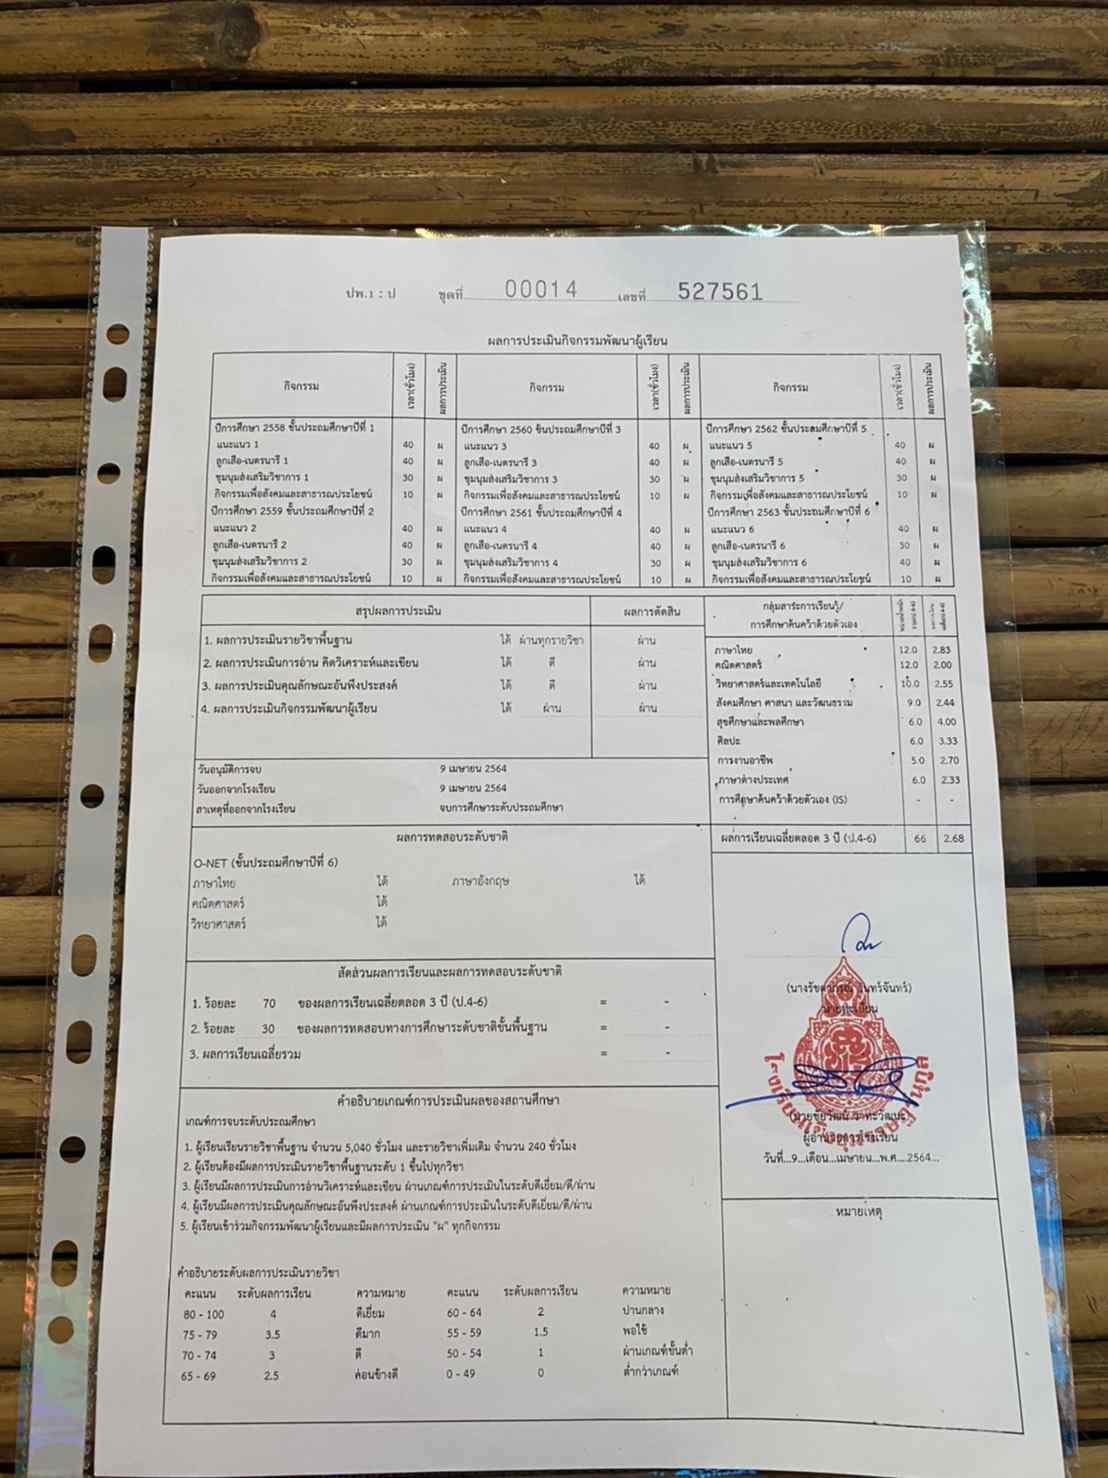 ปพ.1 : ป ชุดที่ 00014 เลขที่ 527561
ผลการประเมินกิจกรรมพัฒนาผู้เรียน
กิจกรรม เวลา(ชั่วโมง) ผลการประเมิน กิจกรรม เวลา(ชั่วโมง) ผลการประเมิน กิจกรรม เวลา(ชั่วโมง) ผลการประเมิน
ปีการศึกษา 2558 ชั้นประถมศึกษาปีที่ 1 ปีการศึกษา 2560 ชั้นประถมศึกษาปีที่ 3 ปีการศึกษา 2562 ชั้นประถมศึกษาปีที่ 5
แนะแนว 1 40 ผ แนะแนว 3 40 ผ แนะแนว 5 40 ผ
ลูกเสือ-เนตรนารี 1 40 ผ ลูกเสือ-เนตรนารี 3 40 ผ ลูกเสือ-เนตรนารี 5 40 ผ
ชุมนุมส่งเสริมวิชาการ 1 30 ผ ชุมนุมส่งเสริมวิชาการ 3 30 ผ ชุมนุมส่งเสริมวิชาการ 5 30 ผ
กิจกรรมเพื่อสังคมและสาธารณประโยชน์ 10 ผ กิจกรรมเพื่อสังคมและสาธารณประโยชน์ 10 ผ กิจกรรมเพื่อสังคมและสาธารณประโยชน์ 10 ผ
ปีการศึกษา 2559 ชั้นประถมศึกษาปีที่ 2 ปีการศึกษา 2561 ชั้นประถมศึกษาปีที่ 4 ปีการศึกษา 2563 ชั้นประถมศึกษาปีที่ 6
แนะแนว 2 40 ผ แนะแนว 4 40 ผ แนะแนว 6 40 ผ
ลูกเสือ-เนตรนารี 2 40 ผ ลูกเสือ-เนตรนารี 4 40 ผ ลูกเสือ-เนตรนารี 6 30 ผ
ชุมนุมส่งเสริมวิชาการ 2 30 ผ ชุมนุมส่งเสริมวิชาการ 4 30 ผ ชุมนุมส่งเสริมวิชาการ 6 40 ผ
กิจกรรมเพื่อสังคมและสาธารณประโยชน์ 10 ผ กิจกรรมเพื่อสังคมและสาธารณประโยชน์ 10 ผ กิจกรรมเพื่อสังคมและสาธารณประโยชน์ 10 ผ
สรุปผลการประเมิน ผลการตัดสิน
1. ผลการประเมินรายวิชาพื้นฐาน ได้ ผ่านทุกรายวิชา ผ่าน
2. ผลการประเมินการอ่าน คิดวิเคราะห์และเขียน ได้ ดี ผ่าน
3. ผลการประเมินคุณลักษณะอันพึงประสงค์ ได้ ดี ผ่าน
4. ผลการประเมินกิจกรรมพัฒนาผู้เรียน ได้ ผ่าน ผ่าน
วันอนุมัติการจบ 9 เมษายน 2564
วันออกจากโรงเรียน 9 เมษายน 2564
สาเหตุที่ออกจากโรงเรียน จบการศึกษาระดับประถมศึกษา
กลุ่มสาระการเรียนรู้/
การศึกษาค้นคว้าด้วยตัวเอง
ภาษาไทย 12.0 2.83
คณิตศาสตร์ 12.0 2.00
วิทยาศาสตร์และเทคโนโลยี 10.0 2.55
สังคมศึกษา ศาสนา และวัฒนธรรม 9.0 2.44
สุขศึกษาและพลศึกษา 6.0 4.00
ศิลปะ 6.0 3.33
การงานอาชีพ 5.0 2.70
ภาษาต่างประเทศ 6.0 2.33
การศึกษาค้นคว้าด้วยตัวเอง (IS) - -
ผลการเรียนเฉลี่ยตลอด 3 ปี (ป.4-6) 66 2.68
ผลการทดสอบระดับชาติ
O-NET (ชั้นประถมศึกษาปีที่ 6)
ภาษาไทย ได้ ภาษาอังกฤษ ได้
คณิตศาสตร์ ได้
วิทยาศาสตร์ ได้
สัดส่วนผลการเรียนและผลการทดสอบระดับชาติ
1. ร้อยละ 70 ของผลการเรียนเฉลี่ยตลอด 3 ปี (ป.4-6) = -
2. ร้อยละ 30 ของผลการทดสอบทางการศึกษาระดับชาติขั้นพื้นฐาน = -
3. ผลการเรียนเฉลี่ยรวม = -
นายทะเบียน
ผู้อำนวยการโรงเรียน
วันที่...9...เดือน...เมษายน...พ.ศ....2564...
หมายเหตุ
คำอธิบายเกณฑ์การประเมินผลของสถานศึกษา
เกณฑ์การจบระดับประถมศึกษา
1. ผู้เรียนเรียนรายวิชาพื้นฐาน จำนวน 5,040 ชั่วโมง และรายวิชาเพิ่มเติม จำนวน 240 ชั่วโมง
2. ผู้เรียนต้องมีผลการประเมินรายวิชาพื้นฐานระดับ 1 ขึ้นไปทุกวิชา
3. ผู้เรียนมีผลการประเมินการอ่านวิเคราะห์และเขียน ผ่านเกณฑ์การประเมินในระดับดีเยี่ยม/ดี/ผ่าน
4. ผู้เรียนมีผลการประเมินคุณลักษณะอันพึงประสงค์ ผ่านเกณฑ์การประเมินในระดับดีเยี่ยม/ดี/ผ่าน
5. ผู้เรียนเข้าร่วมกิจกรรมพัฒนาผู้เรียนและมีผลการประเมิน "ผ" ทุกกิจกรรม
คำอธิบายระดับผลการประเมินรายวิชา
คะแนน ระดับผลการเรียน ความหมาย คะแนน ระดับผลการเรียน ความหมาย
80 - 100 4 ดีเยี่ยม 60 - 64 2 ปานกลาง
75 - 79 3.5 ดีมาก 55 - 59 1.5 พอใช้
70 - 74 3 ดี 50 - 54 1 ผ่านเกณฑ์ขั้นต่ำ
65 - 69 2.5 ค่อนข้างดี 0 - 49 0 ต่ำกว่าเกณฑ์